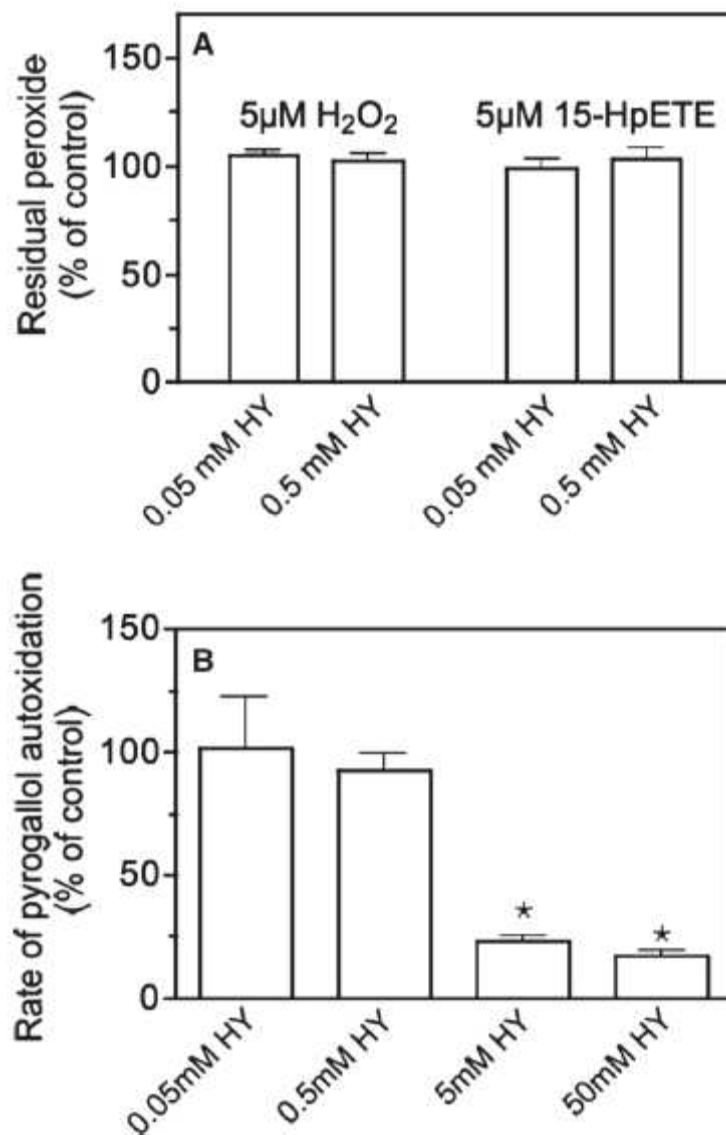 A
Residual peroxide
(% of control)
150
100
50
0
5µM H₂O₂
5µM 15-HpETE
0.05 mM HY
0.5 mM HY
0.05 mM HY
0.5 mM HY
B
Rate of pyrogallol autoxidation
(% of control)
150
100
50
0
*
*
0.05mM HY
0.5mM HY
5mM HY
50mM HY